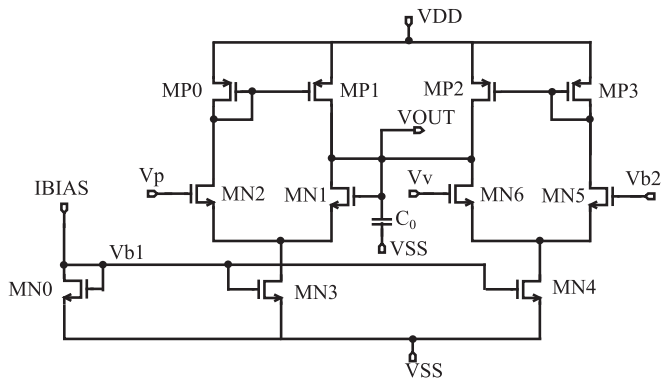 VDD
MP0
MP1
MP2
MP3
VOUT
Vp
MN2
MN1
Vv
MN6
MN5
Vb2
IBIAS
C0
VSS
Vb1
MN0
MN3
MN4
VSS